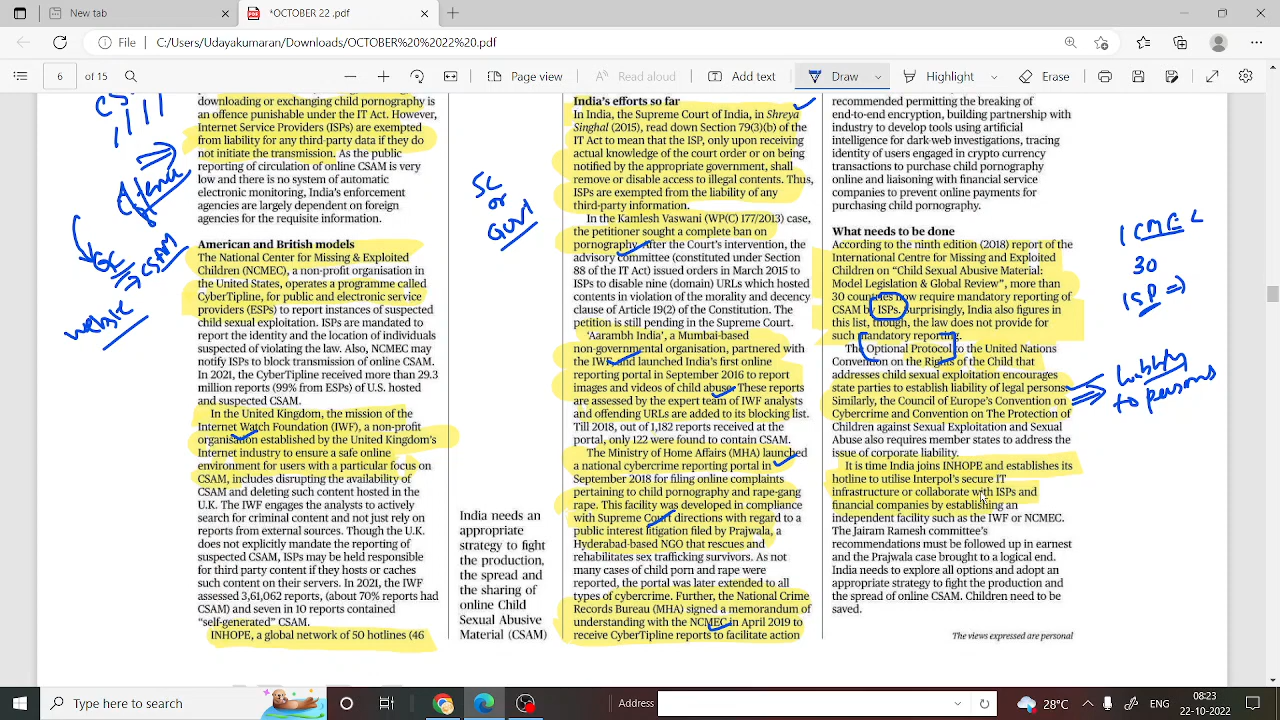 New tab
*OCTOBER 22 .pdf
File
C:/Users/Udayakumari/Downloads/OCTOBER%20%2022%20.pdf
6
of 15
Page view
Read aloud
Add text
Draw
Highlight
Erase
downloading or exchanging child pornography is
an offence punishable under the IT Act. However,
Internet Service Providers (ISPs) are exempted
from liability for any third-party data if they do
not initiate the transmission. As the public
reporting of circulation of online CSAM is very
low and there is no system of automatic
electronic monitoring, India's enforcement
agencies are largely dependent on foreign
agencies for the requisite information.
American and British models
The National Center for Missing & Exploited
Children (NCMEC), a non-profit organisation in
the United States, operates a programme called
CyberTipline, for public and electronic service
providers (ESPs) to report instances of suspected
child sexual exploitation. ISPs are mandated to
report the identity and the location of individuals
suspected of violating the law. Also, NCMEC may
notify ISPs to block transmission of online CSAM.
In 2021, the CyberTipline received more than 29.3
million reports (99% from ESPs) of U.S. hosted
and suspected CSAM.
In the United Kingdom, the mission of the
Internet Watch Foundation (IWF), a non-profit
organisation established by the United Kingdom's
Internet industry to ensure a safe online
environment for users with a particular focus on
CSAM, includes disrupting the availability of
CSAM and deleting such content hosted in the
U.K. The IWF engages the analysts to actively
search for criminal content and not just rely on
reports from external sources. Though the U.K.
does not explicitly mandate the reporting of
suspected CSAM, ISPs may be held responsible
for third party content if they hosts or caches
such content on their servers. In 2021, the IWF
assessed 3,61,062 reports, (about 70% reports had
CSAM) and seven in 10 reports contained
"self-generated" CSAM.
INHOPE, a global network of 50 hotlines (46
CSAM
SC
or
Govt
India needs an
appropriate
strategy to fight
the production,
the spread and
the sharing of
online Child
Sexual Abusive
Material (CSAM)
India's efforts so far
In India, the Supreme Court of India, in Shreya
Singhal (2015), read down Section 79(3)(b) of the
IT Act to mean that the ISP, only upon receiving
actual knowledge of the court order or on being
notified by the appropriate government, shall
remove or disable access to illegal contents. Thus,
ISPs are exempted from the liability of any
third-party information.
In the Kamlesh Vaswani (WP(C) 177/2013) case,
the petitioner sought a complete ban on
pornography. After the Court's intervention, the
advisory committee (constituted under Section
88 of the IT Act) issued orders in March 2015 to
ISPs to disable nine (domain) URLs which hosted
contents in violation of the morality and decency
clause of Article 19(2) of the Constitution. The
petition is still pending in the Supreme Court.
'Aarambh India', a Mumbai-based
non-governmental organisation, partnered with
the IWF, and launched India's first online
reporting portal in September 2016 to report
images and videos of child abuse. These reports
are assessed by the expert team of IWF analysts
and offending URLs are added to its blocking list.
Till 2018, out of 1,182 reports received at the
portal, only 122 were found to contain CSAM.
The Ministry of Home Affairs (MHA) launched
a national cybercrime reporting portal in
September 2018 for filing online complaints
pertaining to child pornography and rape-gang
rape. This facility was developed in compliance
with Supreme Court directions with regard to a
public interest litigation filed by Prajwala, a
Hyderabad-based NGO that rescues and
rehabilitates sex trafficking survivors. As not
many cases of child porn and rape were
reported, the portal was later extended to all
types of cybercrime. Further, the National Crime
Records Bureau (MHA) signed a memorandum of
understanding with the NCMEC in April 2019 to
receive CyberTipline reports to facilitate action
recommended permitting the breaking of
end-to-end encryption, building partnership with
industry to develop tools using artificial
intelligence for dark-web investigations, tracing
identity of users engaged in crypto currency
transactions to purchase child pornography
online and liaisoning with financial service
companies to prevent online payments for
purchasing child pornography.
What needs to be done
According to the ninth edition (2018) report of the
International Centre for Missing and Exploited
Children on "Child Sexual Abusive Material:
Model Legislation & Global Review", more than
30 countries now require mandatory reporting of
CSAM by ISPs. Surprisingly, India also figures in
this list, though, the law does not provide for
such mandatory reporting.
The Optional Protocol to the United Nations
Convention on the Rights of the Child that
addresses child sexual exploitation encourages
state parties to establish liability of legal persons.
Similarly, the Council of Europe's Convention on
Cybercrime and Convention on The Protection of
Children against Sexual Exploitation and Sexual
Abuse also requires member states to address the
issue of corporate liability.
It is time India joins INHOPE and establishes its
hotline to utilise Interpol's secure IT
infrastructure or collaborate with ISPs and
financial companies by establishing an
independent facility such as the IWF or NCMEC.
The Jairam Ramesh committee's
recommendations must be followed up in earnest
and the Prajwala case brought to a logical end.
India needs to explore all options and adopt an
appropriate strategy to fight the production and
the spread of online CSAM. Children need to be
saved.
The views expressed are personal
ICMEC
30
ISP
to persons
Type here to search
Address
28°C
ENG
08:23
22-10-2022